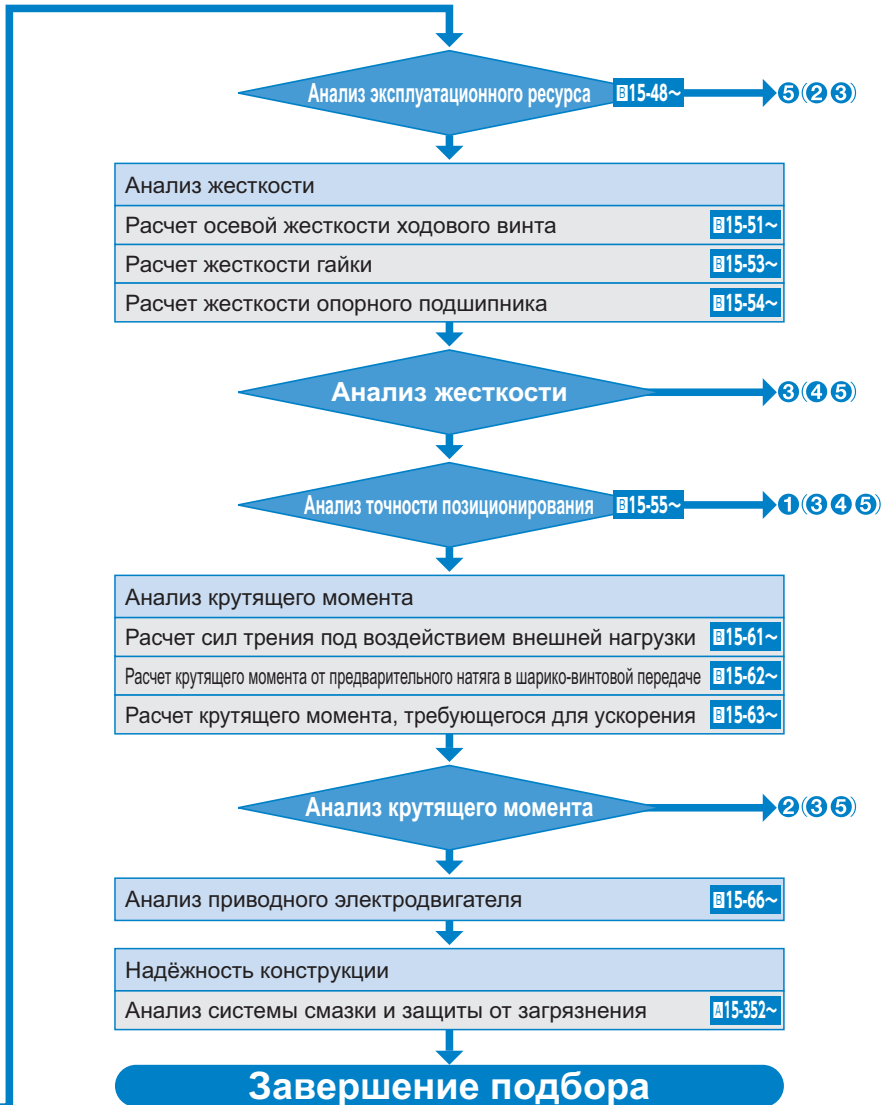 Анализ эксплуатационного ресурса B15-48~ ❺(❷❸)
Анализ жесткости
Расчет осевой жесткости ходового винта B15-51~
Расчет жесткости гайки B15-53~
Расчет жесткости опорного подшипника B15-54~
Анализ жесткости ❸(❹❺)
Анализ точности позиционирования B15-55~ ❶(❸❹❺)
Анализ крутящего момента
Расчет сил трения под воздействием внешней нагрузки B15-61~
Расчет крутящего момента от предварительного натяга в шарико-винтовой передаче B15-62~
Расчет крутящего момента, требующегося для ускорения B15-63~
Анализ крутящего момента ❷(❸❺)
Анализ приводного электродвигателя B15-66~
Надёжность конструкции
Анализ системы смазки и защиты от загрязнения A15-352~
Завершение подбора